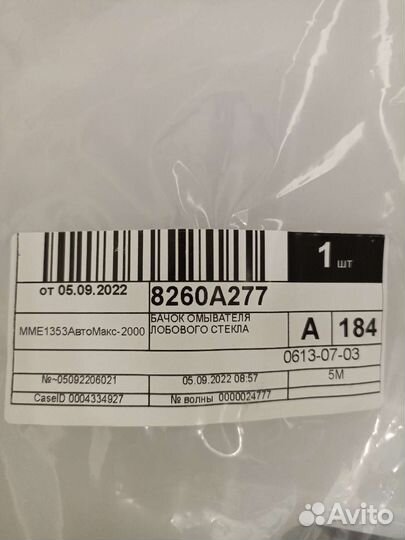 1 шт
от 05.09.2022
8260A277
ММЕ1353АвтоМакс-2000
БАЧОК ОМЫВАТЕЛЯ
ЛОБОВОГО СТЕКЛА
A 184
0613-07-03
№~05092206021
05.09.2022 08:57
5M
CaseID 0004334927
№ волны 0000024777
Avito